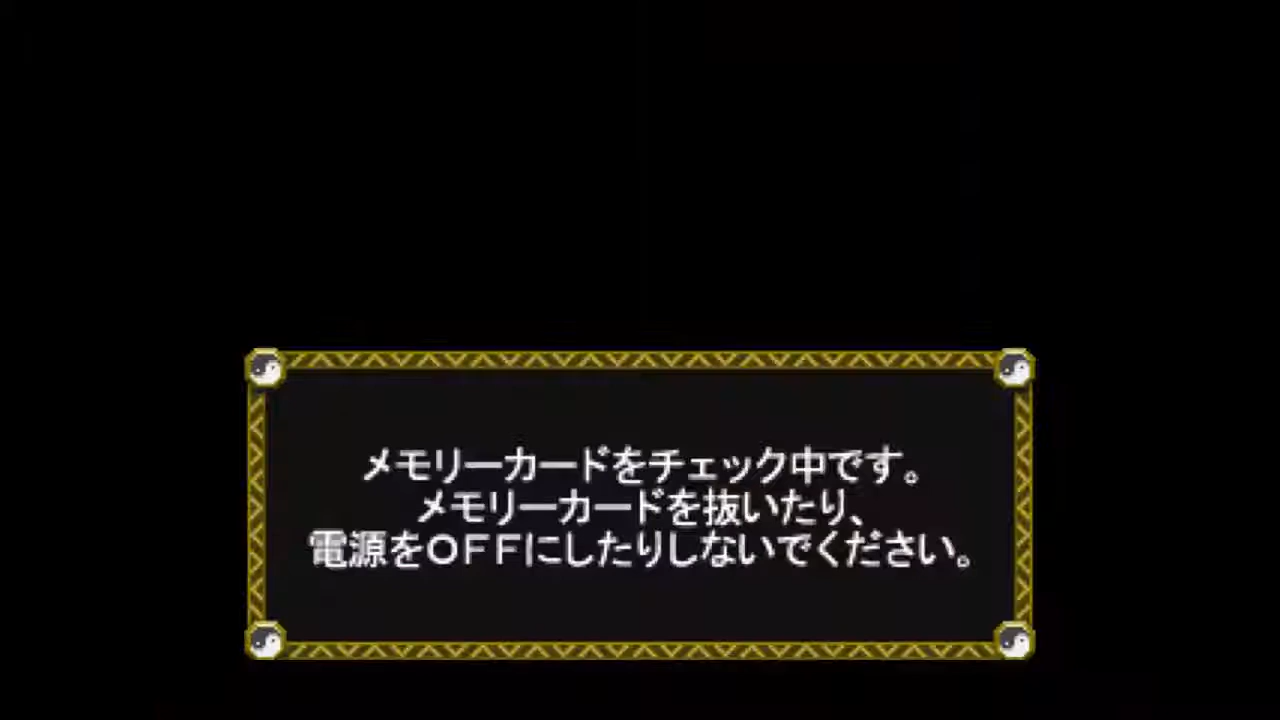 メモリーカードをチェック中です。
メモリーカードを抜いたり、
電源をOFFにしたりしないでください。